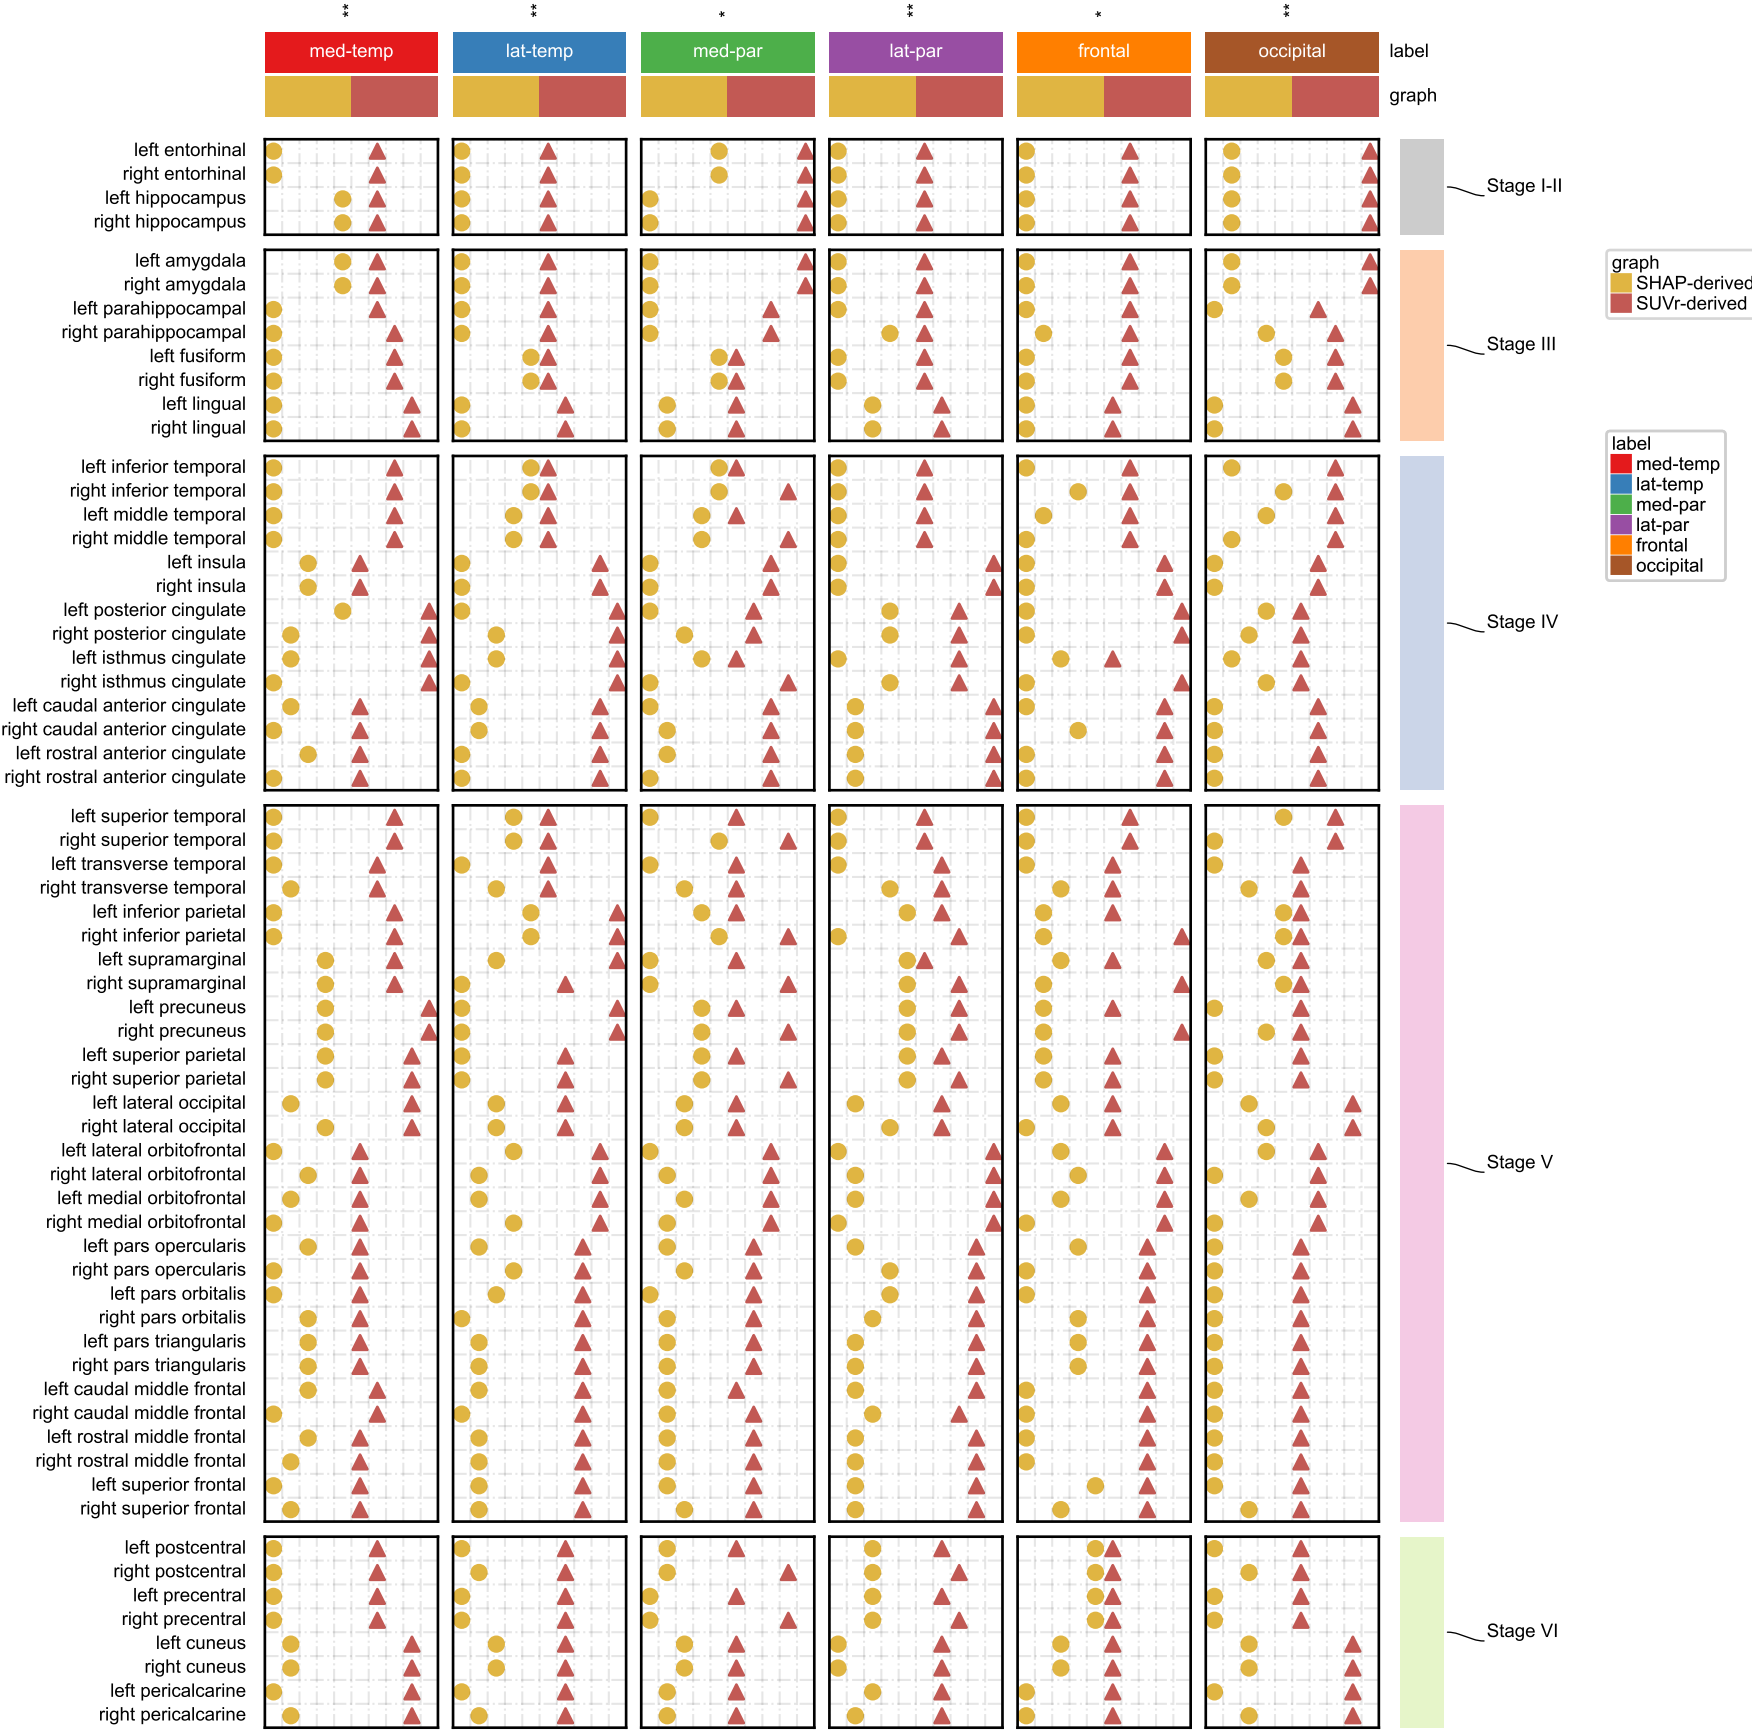 ** ** * ** * **
med-temp lat-temp med-par lat-par frontal occipital label
graph
left entorhinal
right entorhinal
left hippocampus
right hippocampus
Stage I-II
left amygdala
right amygdala
left parahippocampal
right parahippocampal
left fusiform
right fusiform
left lingual
right lingual
Stage III
left inferior temporal
right inferior temporal
left middle temporal
right middle temporal
left insula
right insula
left posterior cingulate
right posterior cingulate
left isthmus cingulate
right isthmus cingulate
left caudal anterior cingulate
right caudal anterior cingulate
left rostral anterior cingulate
right rostral anterior cingulate
Stage IV
left superior temporal
right superior temporal
left transverse temporal
right transverse temporal
left inferior parietal
right inferior parietal
left supramarginal
right supramarginal
left precuneus
right precuneus
left superior parietal
right superior parietal
left lateral occipital
right lateral occipital
left lateral orbitofrontal
right lateral orbitofrontal
left medial orbitofrontal
right medial orbitofrontal
left pars opercularis
right pars opercularis
left pars orbitalis
right pars orbitalis
left pars triangularis
right pars triangularis
left caudal middle frontal
right caudal middle frontal
left rostral middle frontal
right rostral middle frontal
left superior frontal
right superior frontal
Stage V
left postcentral
right postcentral
left precentral
right precentral
left cuneus
right cuneus
left pericalcarine
right pericalcarine
Stage VI
graph
SHAP-derived
SUVr-derived
label
med-temp
lat-temp
med-par
lat-par
frontal
occipital